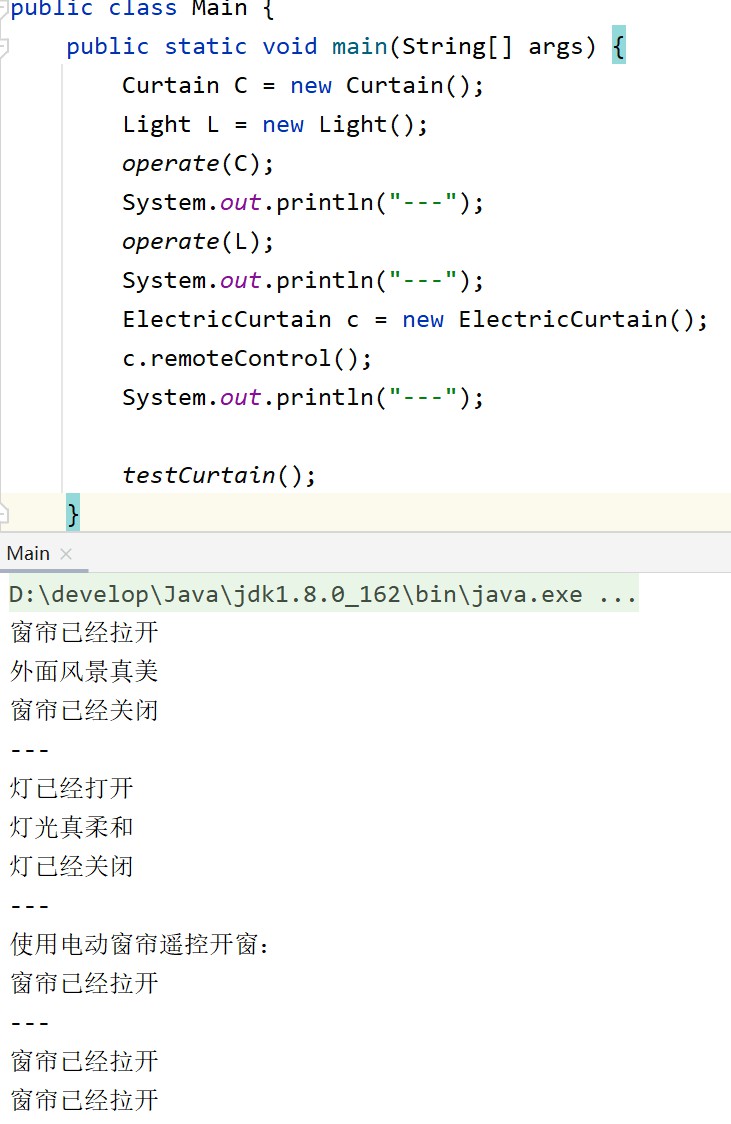 public class Main {
public static void main(String[] args) {
Curtain C = new Curtain();
Light L = new Light();
operate(C);
System.out.println("---");
operate(L);
System.out.println("---");
ElectricCurtain c = new ElectricCurtain();
c.remoteControl();
System.out.println("---");
testCurtain();
}
Main ×
D:\develop\Java\jdk1.8.0_162\bin\java.exe ...
窗帘已经拉开
外面风景真美
窗帘已经关闭
---
灯已经打开
灯光真柔和
灯已经关闭
---
使用电动窗帘遥控开窗:
窗帘已经拉开
---
窗帘已经拉开
窗帘已经拉开